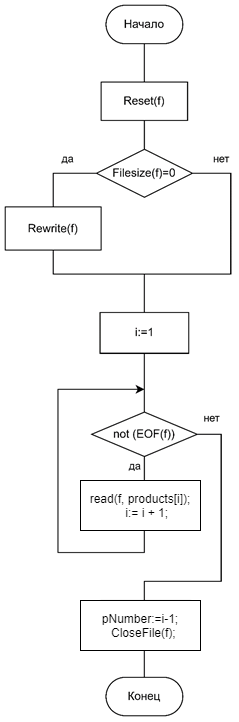 Начало
Reset(f)
да
нет
Filesize(f)=0
Rewrite(f)
i:=1
not (EOF(f))
нет
да
read(f, products[i]);
i:= i + 1;
pNumber:=i-1;
CloseFile(f);
Конец